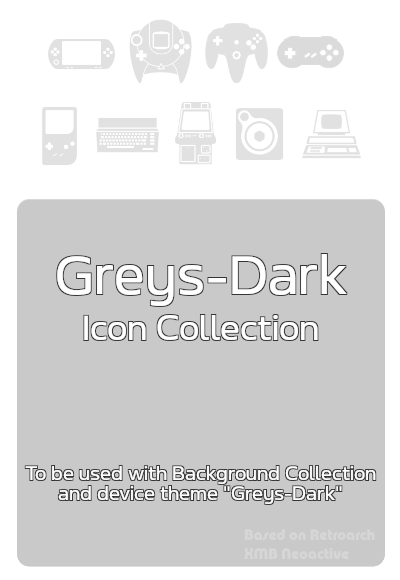 Greys-Dark
Icon Collection
To be used with Background Collection
and device theme "Greys-Dark"
Based on Retroarch
XMB Neoactive